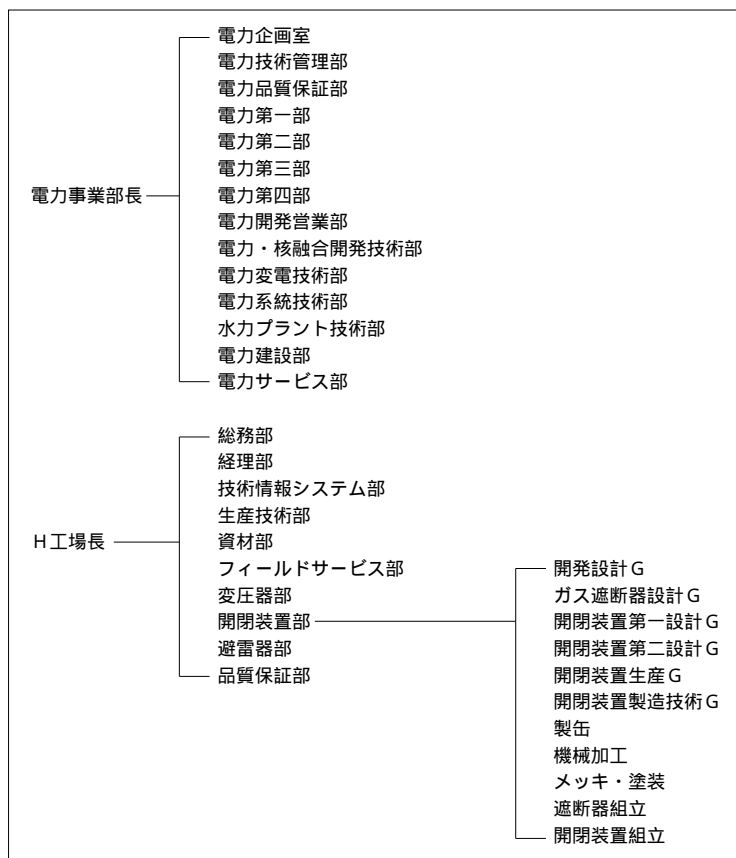 電力企画室
電力技術管理部
電力品質保証部
電力第一部
電力第二部
電力第三部
電力事業部長
電力第四部
電力開発営業部
電力・核融合開発技術部
電力変電技術部
電力系統技術部
水力プラント技術部
電力建設部
電力サービス部
総務部
経理部
技術情報システム部
生産技術部
H工場長
資材部
フィールドサービス部
変圧器部
開閉装置部
避雷器部
品質保証部
開発設計G
ガス遮断器設計G
開閉装置第一設計G
開閉装置第二設計G
開閉装置生産G
開閉装置製造技術G
製缶
機械加工
メッキ・塗装
遮断器組立
開閉装置組立